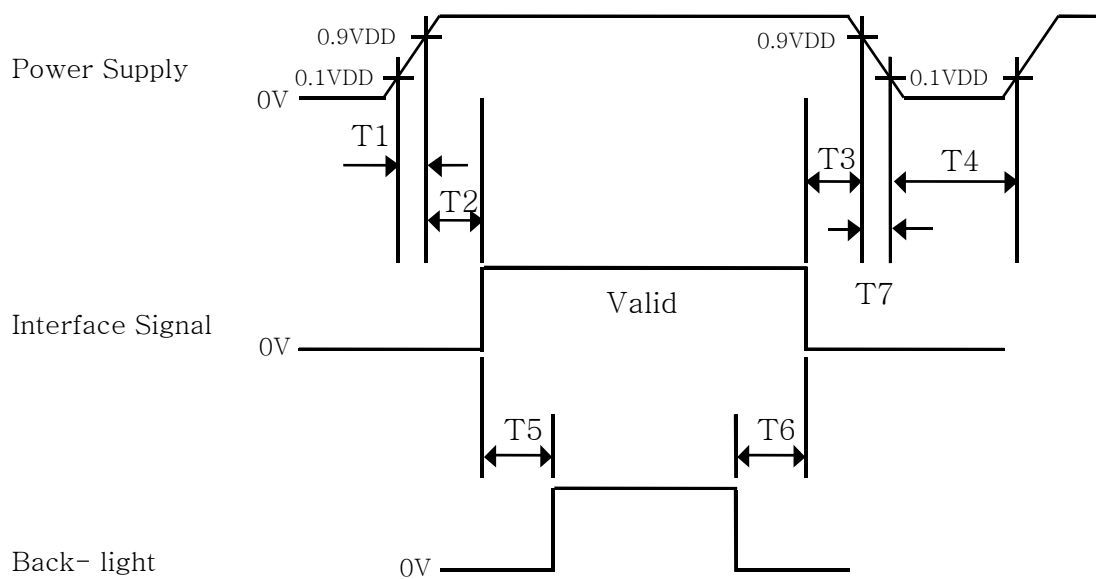 0.9VDD
0.9VDD
Power Supply
0.1VDD
0.1VDD
0V
T1
T3
T4
T2
Valid
T7
Interface Signal
0V
T5
T6
Back- light
0V